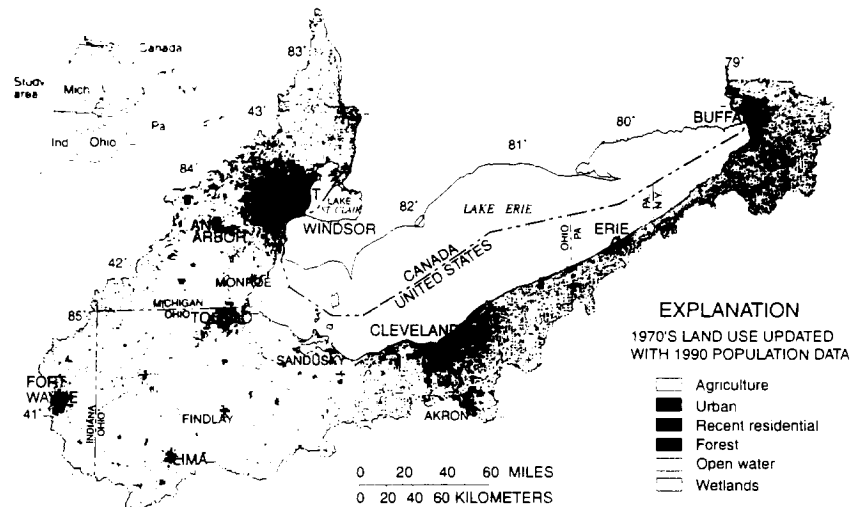 Canada
Study
area
Mich
Pa
Ind Ohio
83°
43°
84°
42°
85°
41°
82°
81°
80°
79°
BUFFA
LAKE
ST CLAIR
WINDSOR
LAKE ERIE
ARBOR
MONROE
MICHIGAN
OHIO
CANADA
UNITED STATES
OHIO
PA
PA
NY
ERIE
CLEVELAND
SANDUSKY
AKRON
FORT
WAYNE
INDIANA
OHIO
FINDLAY
LIMA
EXPLANATION
1970'S LAND USE UPDATED
WITH 1990 POPULATION DATA
Agriculture
Urban
Recent residential
Forest
Open water
Wetlands
0 20 40 60 MILES
0 20 40 60 KILOMETERS